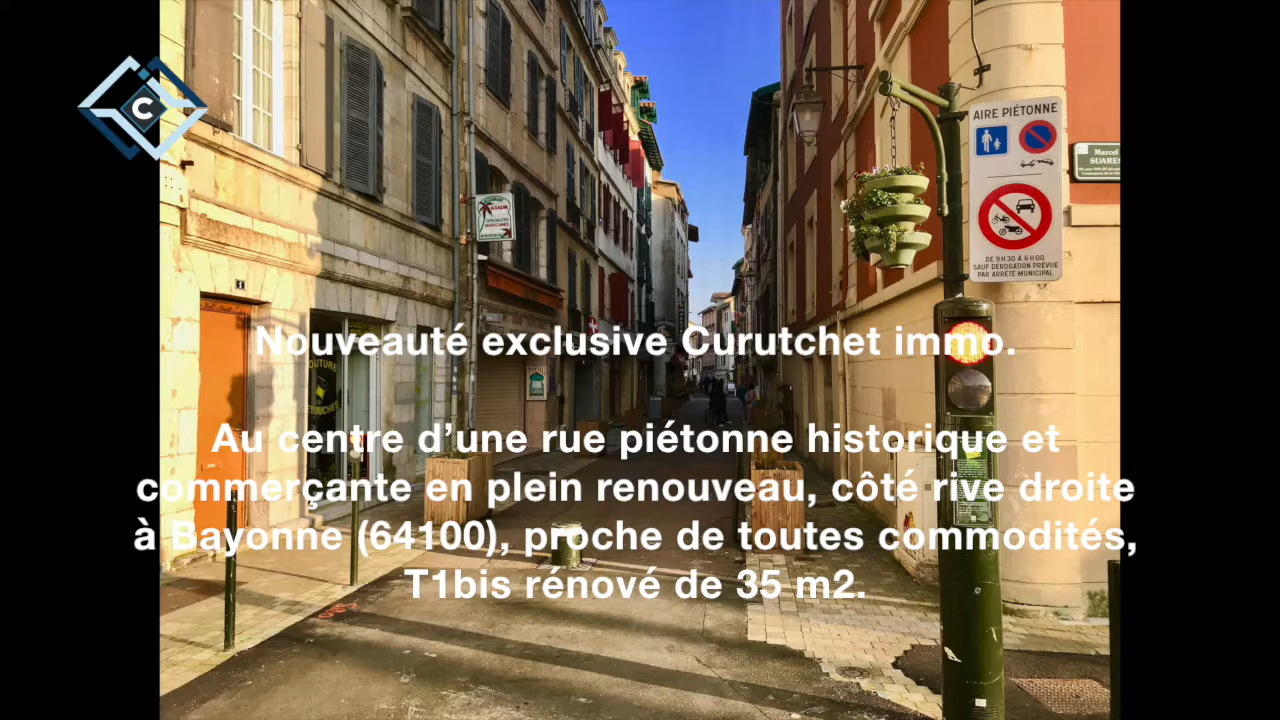 C
AIRE PIÉTONNE
Marcel
SUARES
SPECIALITES
MAROCAINES
DE 9H30 À 6H00
SAUF DÉROGATION PRÉVUE
PAR ARRÊTÉ MUNICIPAL
Nouveauté exclusive Curutchet immo.
Au centre d’une rue piétonne historique et
commerçante en plein renouveau, côté rive droite
à Bayonne (64100), proche de toutes commodités,
T1bis rénové de 35 m2.